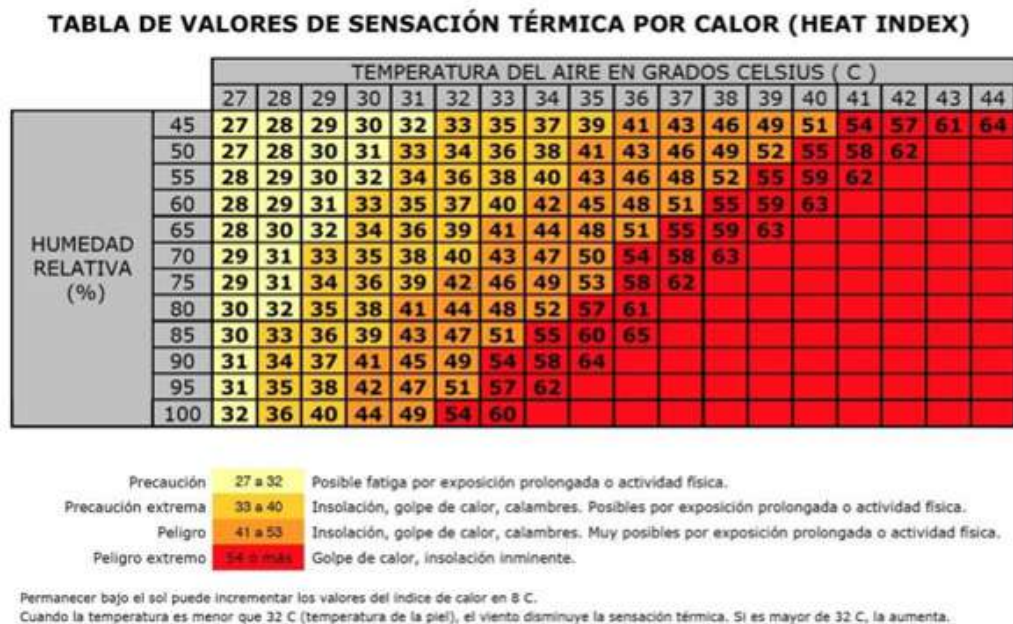 TABLA DE VALORES DE SENSACIÓN TÉRMICA POR CALOR (HEAT INDEX)
TEMPERATURA DEL AIRE EN GRADOS CELSIUS ( C )
27 28 29 30 31 32 33 34 35 36 37 38 39 40 41 42 43 44
HUMEDAD
RELATIVA
(%)
45 27 28 29 30 32 33 35 37 39 41 43 46 49 51 54 57 61 64
50 27 28 30 31 33 34 36 38 41 43 46 49 52 55 58 62
55 28 29 30 32 34 36 38 40 43 46 48 52 55 59 62
60 28 29 31 33 35 37 40 42 45 48 51 55 59 63
65 28 30 32 34 36 39 41 44 48 51 55 59 63
70 29 31 33 35 38 40 43 47 50 54 58 63
75 29 31 34 36 39 42 46 49 53 58 62
80 30 32 35 38 41 44 48 52 57 61
85 30 33 36 39 43 47 51 55 60 65
90 31 34 37 41 45 49 54 58 64
95 31 35 38 42 47 51 57 62
100 32 36 40 44 49 54 60
Precaución 27 a 32 Posible fatiga por exposición prolongada o actividad física.
Precaución extrema 33 a 40 Insolación, golpe de calor, calambres. Posibles por exposición prolongada o actividad física.
Peligro 41 a 53 Insolación, golpe de calor, calambres. Muy posibles por exposición prolongada o actividad física.
Peligro extremo 54 o más Golpe de calor, insolación inminente.
Permanecer bajo el sol puede incrementar los valores del índice de calor en 8 C.
Cuando la temperatura es menor que 32 C (temperatura de la piel), el viento disminuye la sensación térmica. Si es mayor de 32 C, la aumenta.